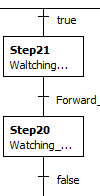 true
Step21
Waltching...
Forward_
Step20
Watching_...
false